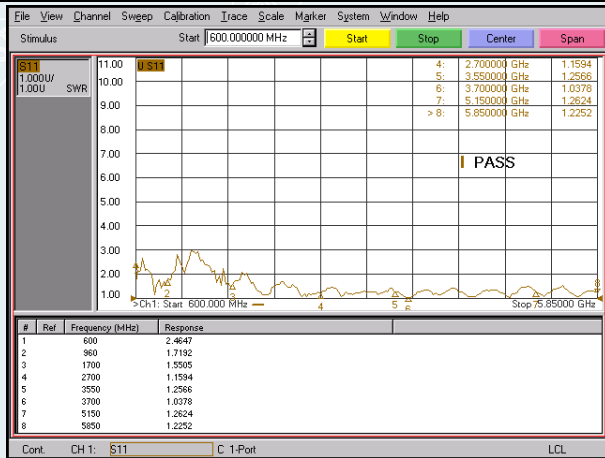 File View Channel Sweep Calibration Trace Scale Marker System Window Help
Stimulus Start 600.000000 MHz Start Stop Center Span
S11
1.000U/
1.00U SWR
11.00
10.00
9.00
8.00
7.00
6.00
5.00
4.00
3.00
2.00
1.00
U S11
4: 2.700000 GHz 1.1594
5: 3.550000 GHz 1.2566
6: 3.700000 GHz 1.0378
7: 5.150000 GHz 1.2624
> 8: 5.850000 GHz 1.2252
PASS
2 3 4 5 6 8
>Ch1: Start 600.000 MHz Stop 5.85000 GHz
# Ref Frequency (MHz) Response
1 600 2.4647
2 960 1.7192
3 1700 1.5505
4 2700 1.1594
5 3550 1.2566
6 3700 1.0378
7 5150 1.2624
8 5850 1.2252
Cont. CH 1: S11 C 1-Port LCL